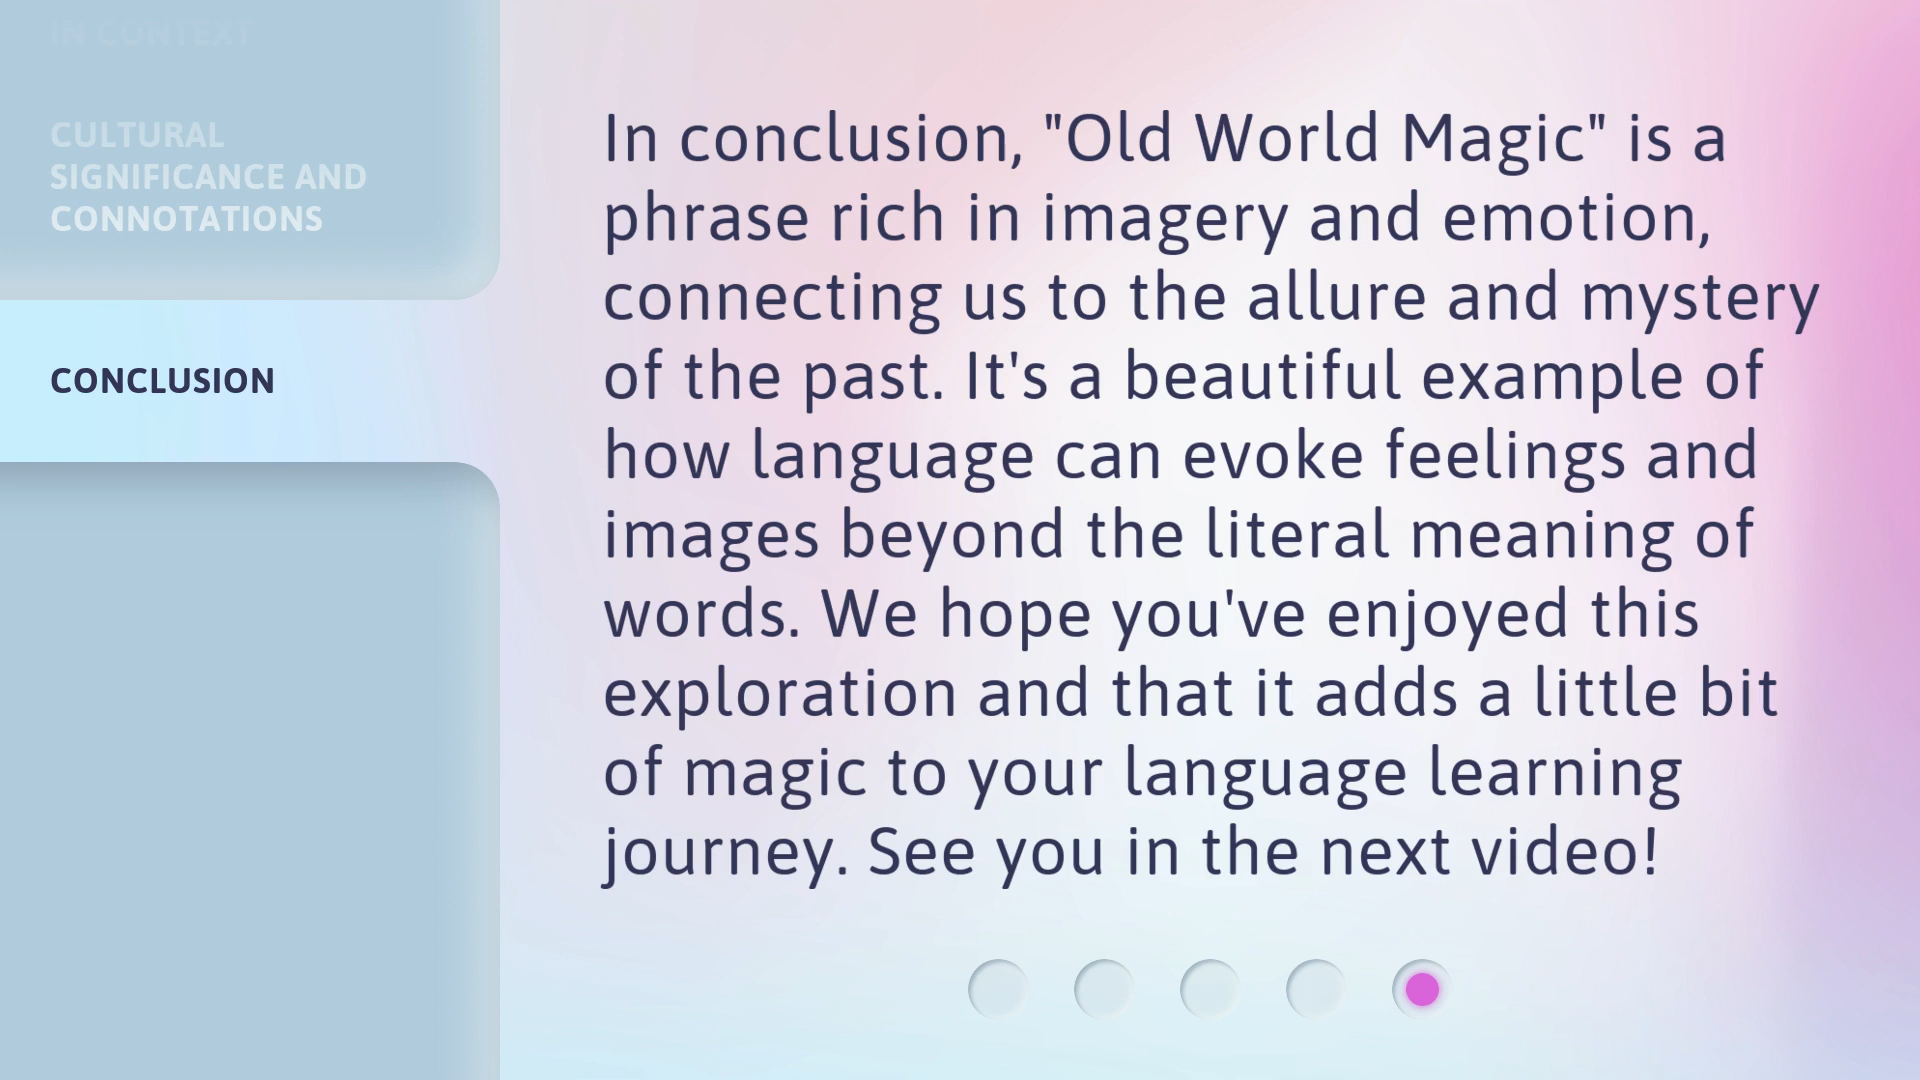 IN CONTEXT
CULTURAL
SIGNIFICANCE AND
CONNOTATIONS
CONCLUSION
In conclusion, "Old World Magic" is a
phrase rich in imagery and emotion,
connecting us to the allure and mystery
of the past. It's a beautiful example of
how language can evoke feelings and
images beyond the literal meaning of
words. We hope you've enjoyed this
exploration and that it adds a little bit
of magic to your language learning
journey. See you in the next video!